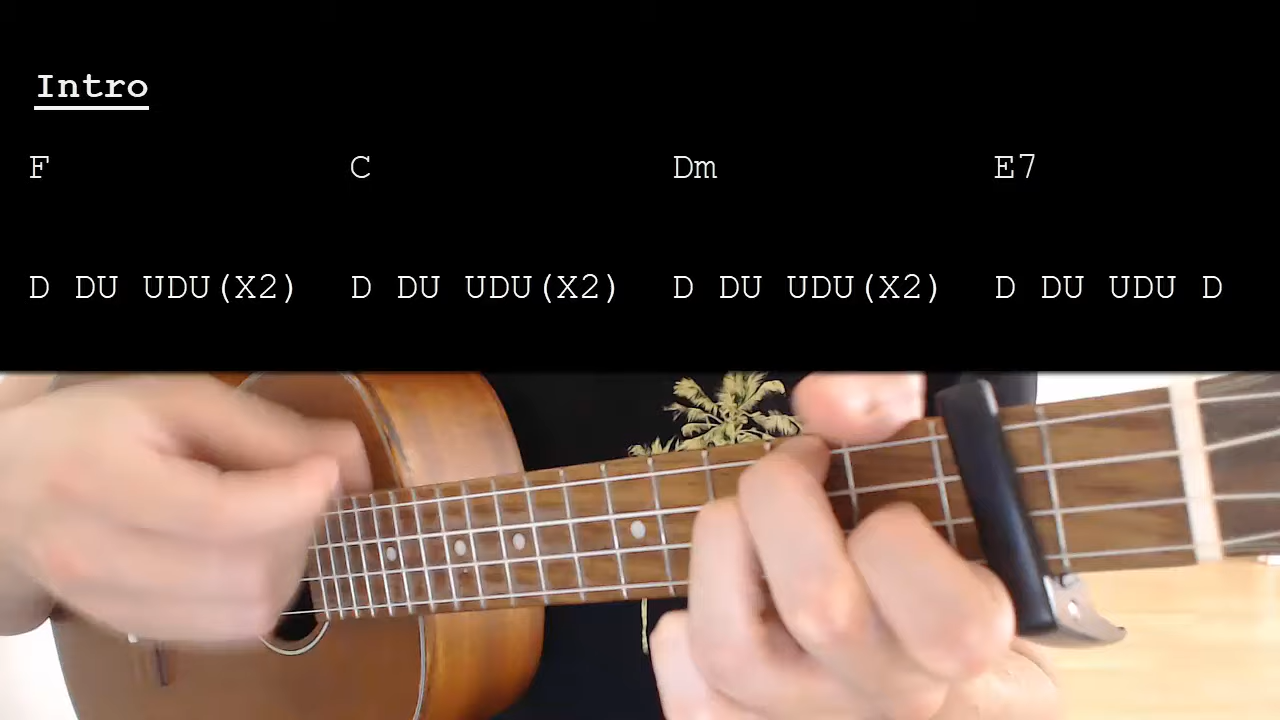 Intro
F C Dm E7
D DU UDU(X2) D DU UDU(X2) D DU UDU(X2) D DU UDU D